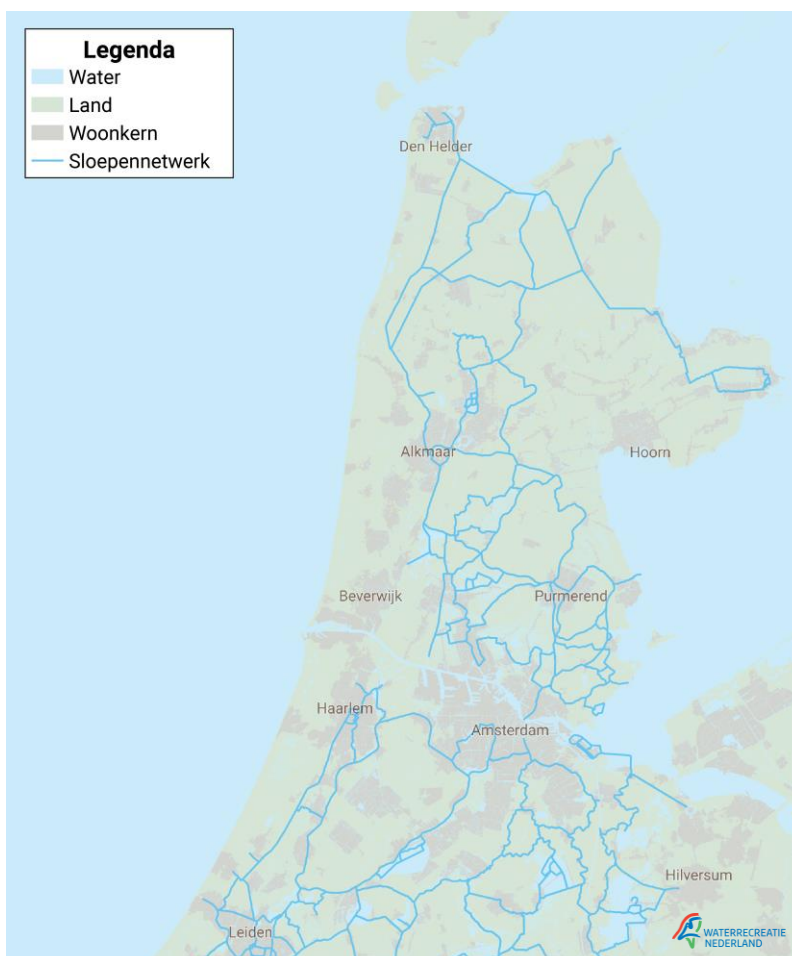 Legenda
Water
Land
Woonkern
Sloepennetwerk
Den Helder
Alkmaar
Hoorn
Beverwijk
Purmerend
Haarlem
Amsterdam
Hilversum
Leiden
WATERRECREATIE
NEDERLAND